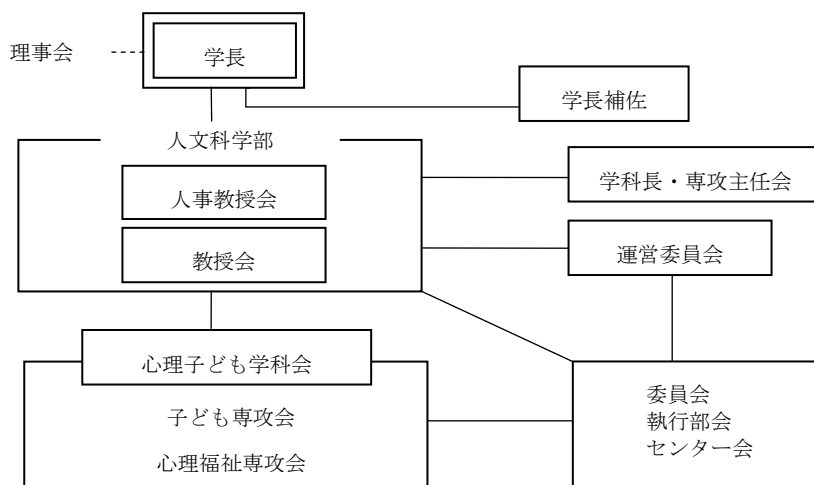 理事会
学長
学長補佐
人文科学部
人事教授会
教授会
学科長・専攻主任会
運営委員会
心理子ども学科会
子ども専攻会
心理福祉専攻会
委員会
執行部会
センター会